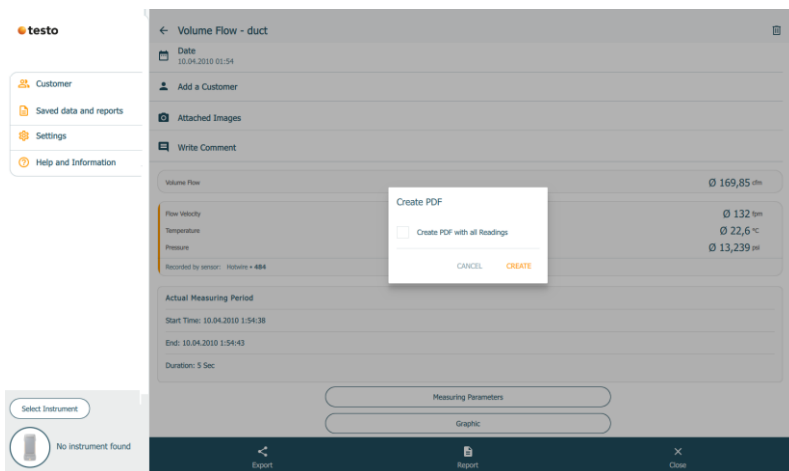 testo
Customer
Saved data and reports
Settings
Help and Information
Select Instrument
No instrument found
Volume Flow - duct
Date
10.04.2010 01:54
Add a Customer
Attached Images
Write Comment
Volume Flow Ø 169,85 cfm
Flow Velocity Ø 132 fpm
Temperature Ø 22,6 °C
Pressure Ø 13,239 psi
Recorded by sensor: Hotwire • 484
Create PDF
Create PDF with all Readings
CANCEL CREATE
Actual Measuring Period
Start Time: 10.04.2010 1:54:38
End: 10.04.2010 1:54:43
Duration: 5 Sec
Measuring Parameters
Graphic
Export Report Close